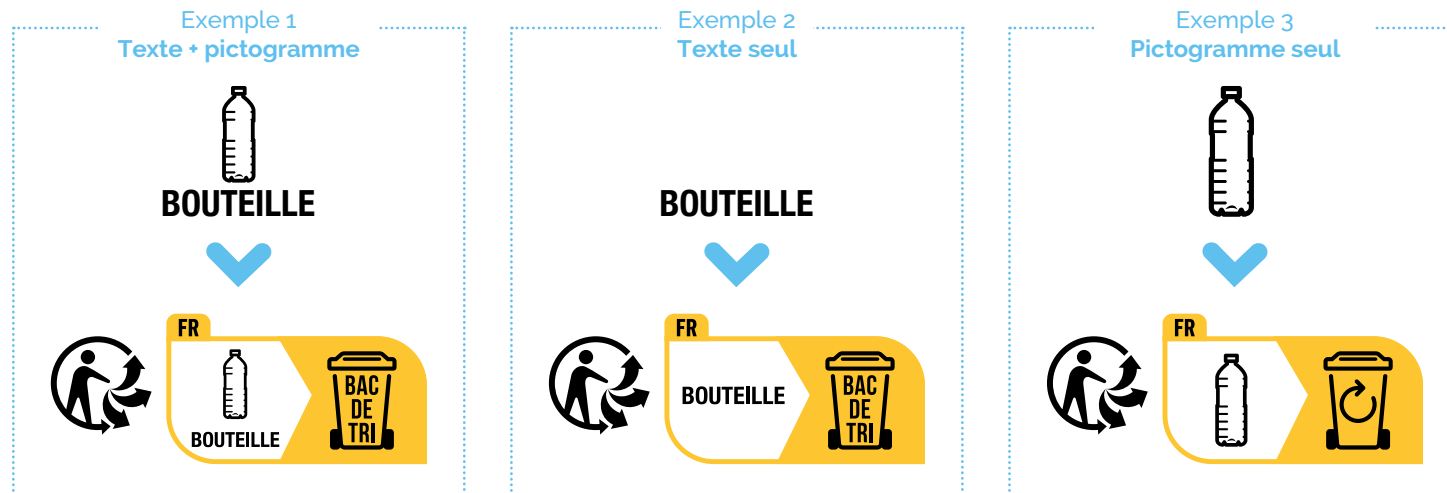 Exemple 1
Texte + pictogramme
BOUTEILLE
FR
BOUTEILLE
BAC
DE
TRI
Exemple 2
Texte seul
BOUTEILLE
FR
BOUTEILLE
BAC
DE
TRI
Exemple 3
Pictogramme seul
FR